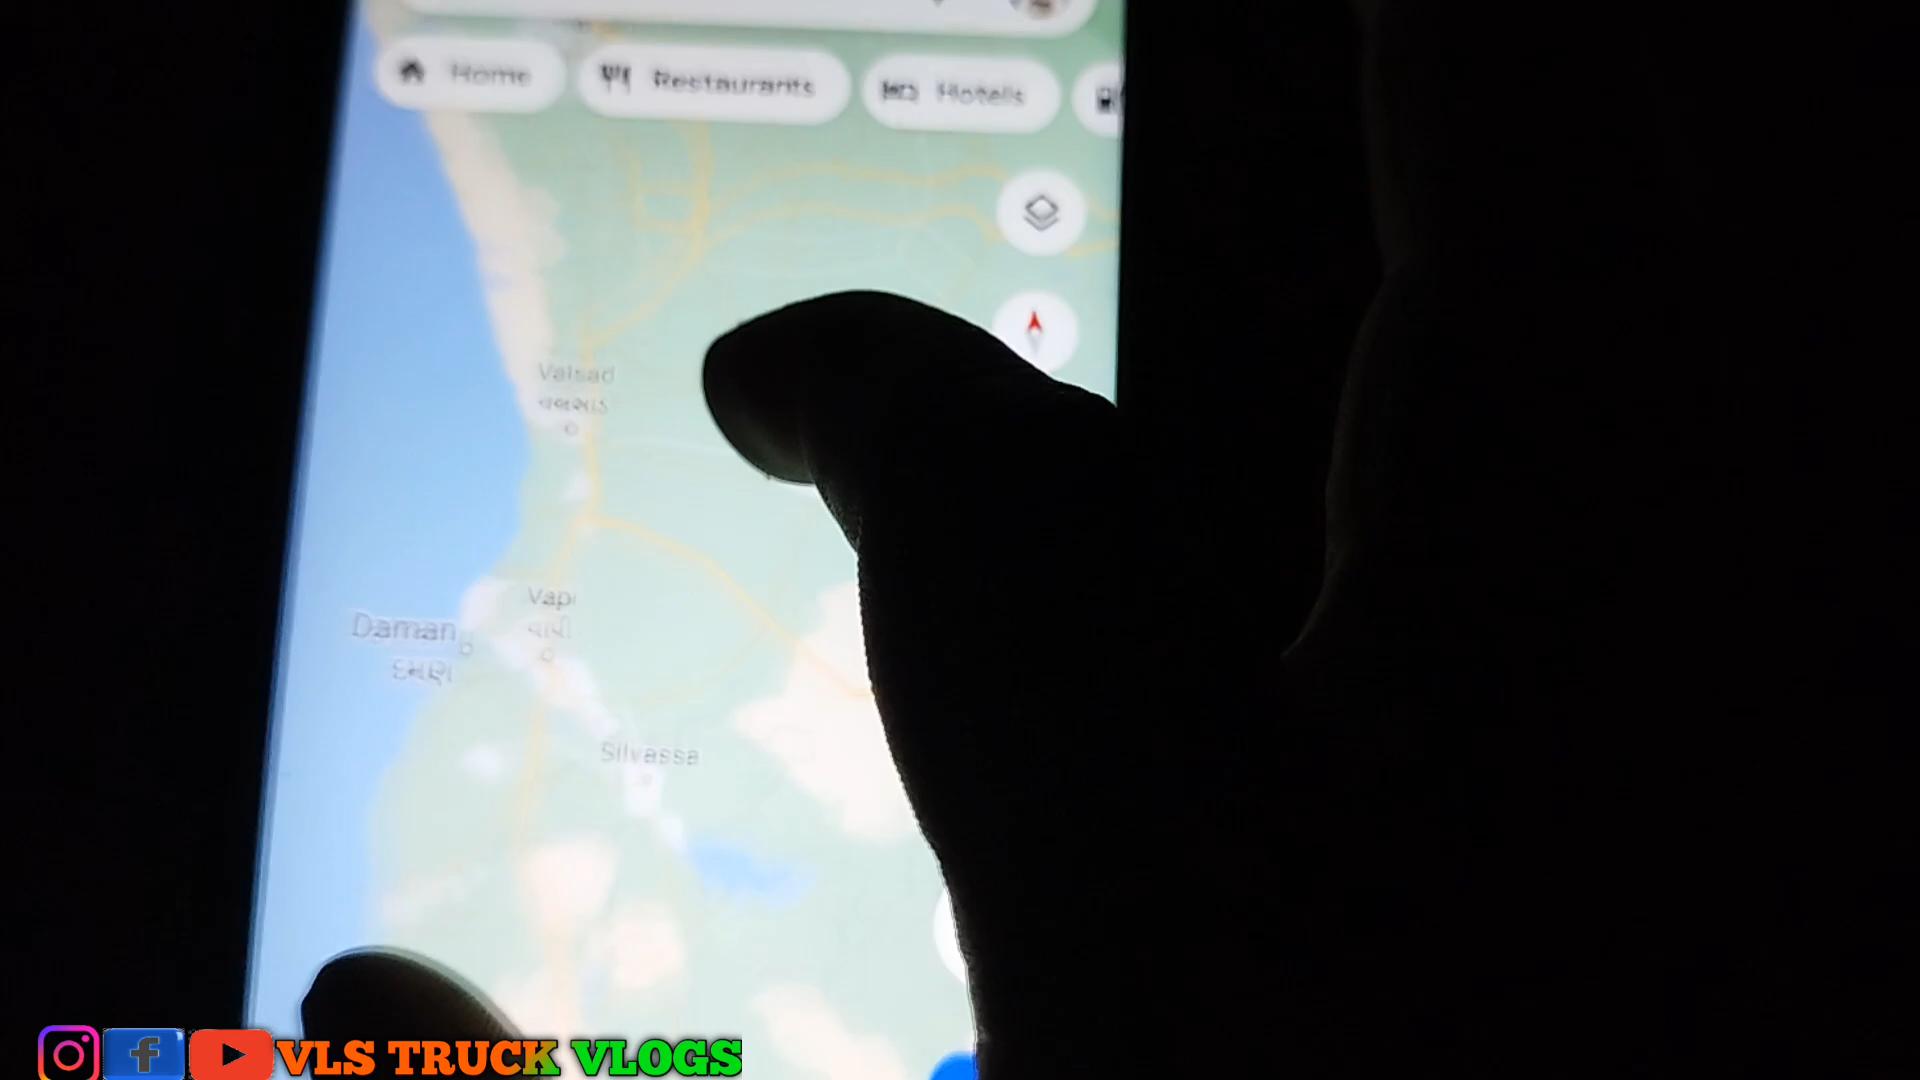 Home
Restaurants
Hotels
Valsad
વલસાડ
Vapi
વાપી
Daman
દમણ
Silvassa
VLS TRUCK VLOGS